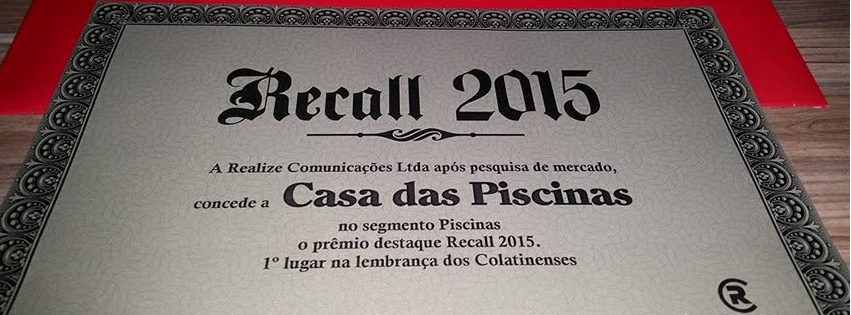 Recall 2015
A Realize Comunicações Ltda após pesquisa de mercado,
concede a Casa das Piscinas
no segmento Piscinas
o prêmio destaque Recall 2015.
1º lugar na lembrança dos Colatinenses
R